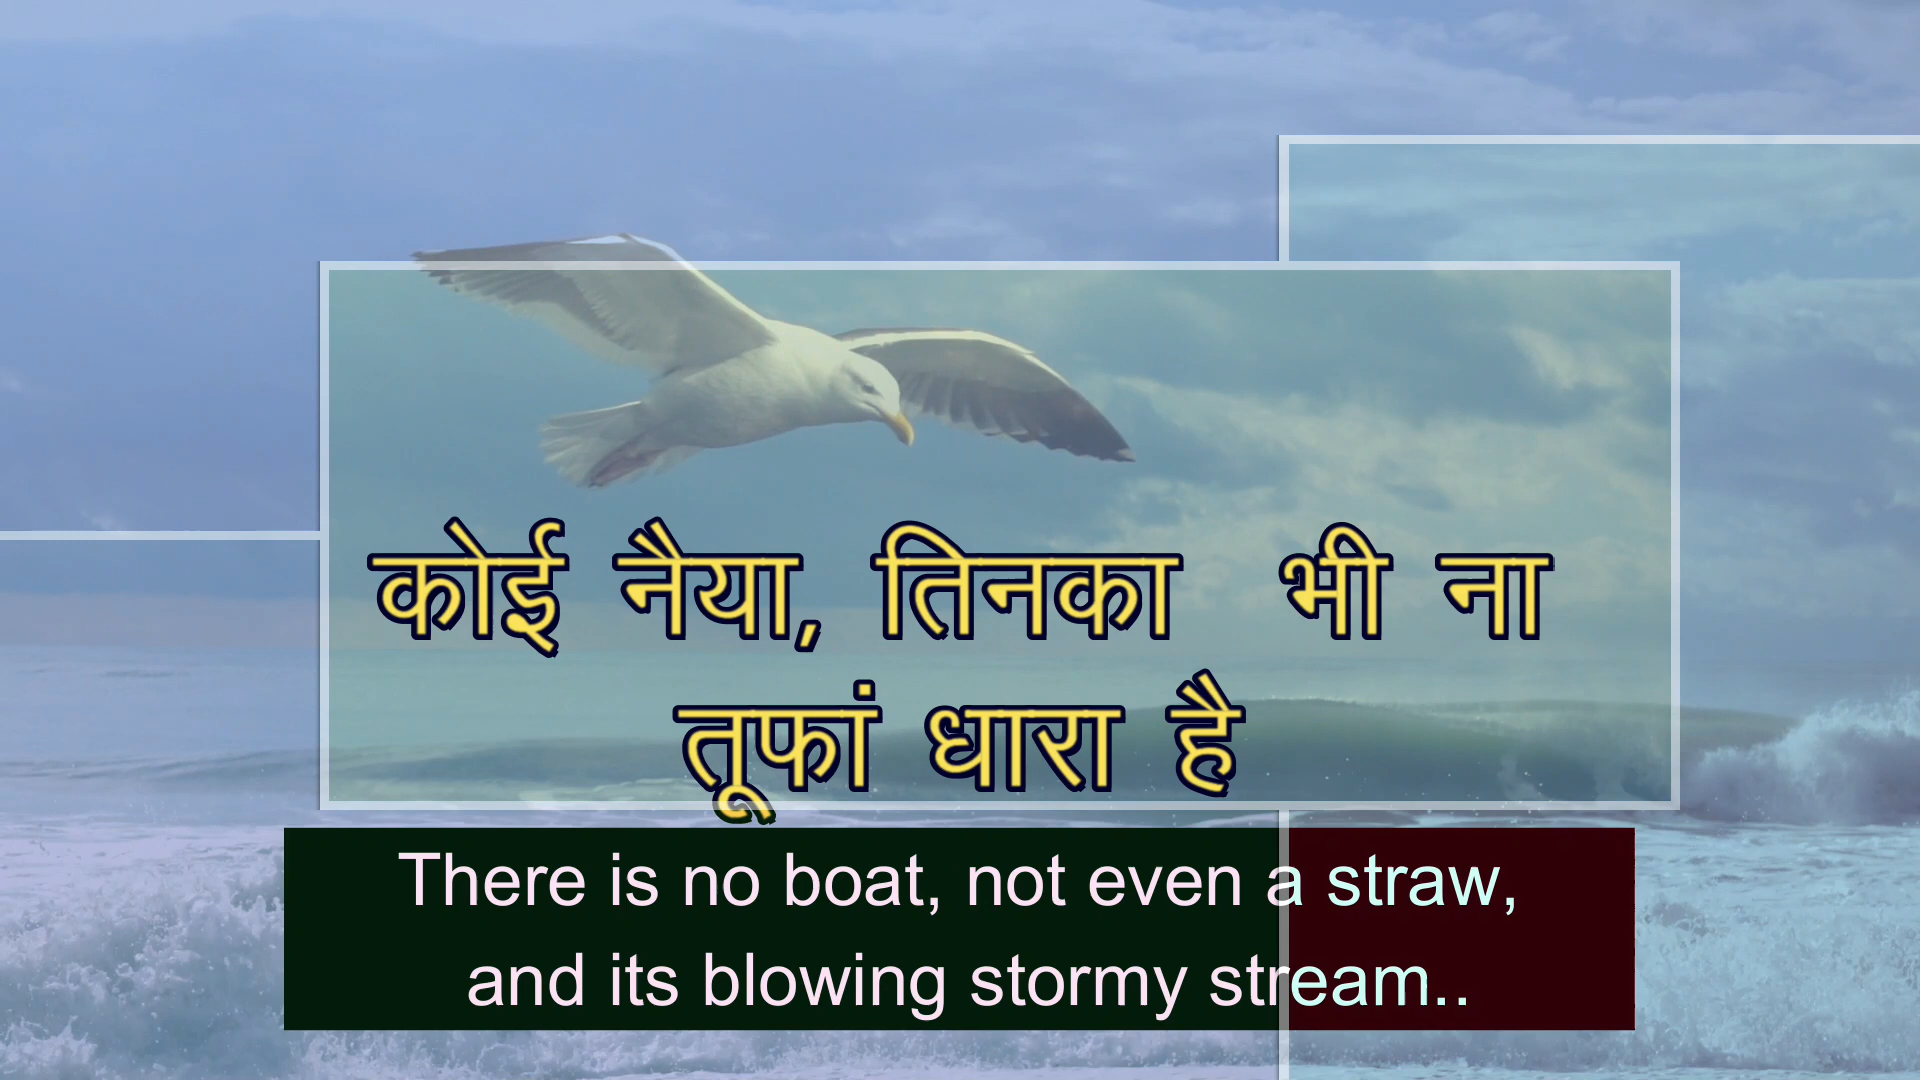 कोई नैया, तिनका भी ना
तूफां धारा है
There is no boat, not even a straw,
and its blowing stormy stream..